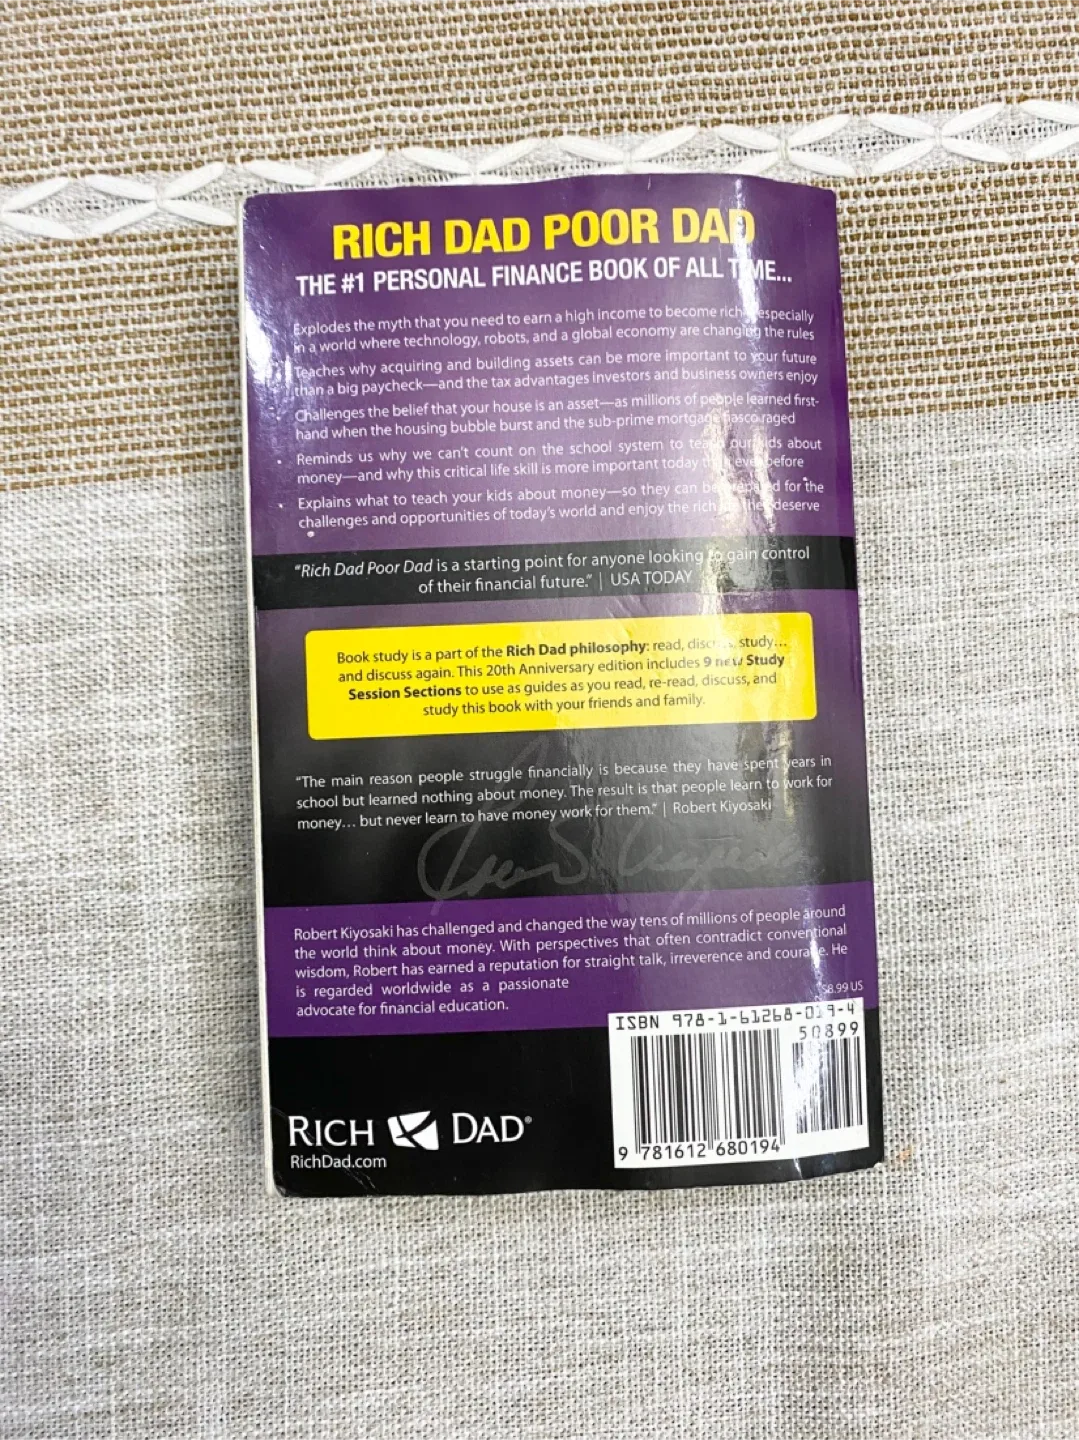 RICH DAD POOR DAD
THE #1 PERSONAL FINANCE BOOK OF ALL TIME...
Explodes the myth that you need to earn a high income to become rich especially
in a world where technology, robots, and a global economy are changing the rules
Teaches why acquiring and building assets can be more important to your future
than a big paycheck—and the tax advantages investors and business owners enjoy
• Challenges the belief that your house is an asset—as millions of people learned first-
hand when the housing bubble burst and the sub-prime mortgage fiasco raged
• Reminds us why we can't count on the school system to teach our kids about
money—and why this critical life skill is more important today than ever before
• Explains what to teach your kids about money—so they can be prepared for the
challenges and opportunities of today's world and enjoy the rich they deserve
"Rich Dad Poor Dad is a starting point for anyone looking to gain control
of their financial future." | USA TODAY
Book study is a part of the Rich Dad philosophy: read, discuss, study...
and discuss again. This 20th Anniversary edition includes 9 new Study
Session Sections to use as guides as you read, re-read, discuss, and
study this book with your friends and family.
"The main reason people struggle financially is because they have spent years in
school but learned nothing about money. The result is that people learn to work for
money... but never learn to have money work for them." | Robert Kiyosaki
Robert Kiyosaki has challenged and changed the way tens of millions of people around
the world think about money. With perspectives that often contradict conventional
wisdom, Robert has earned a reputation for straight talk, irreverence and courage. He
is regarded worldwide as a passionate
advocate for financial education.
$8.99 US
ISBN 978-1-61268-019-4
50899
9 781612 680194
RICH DAD®
RichDad.com